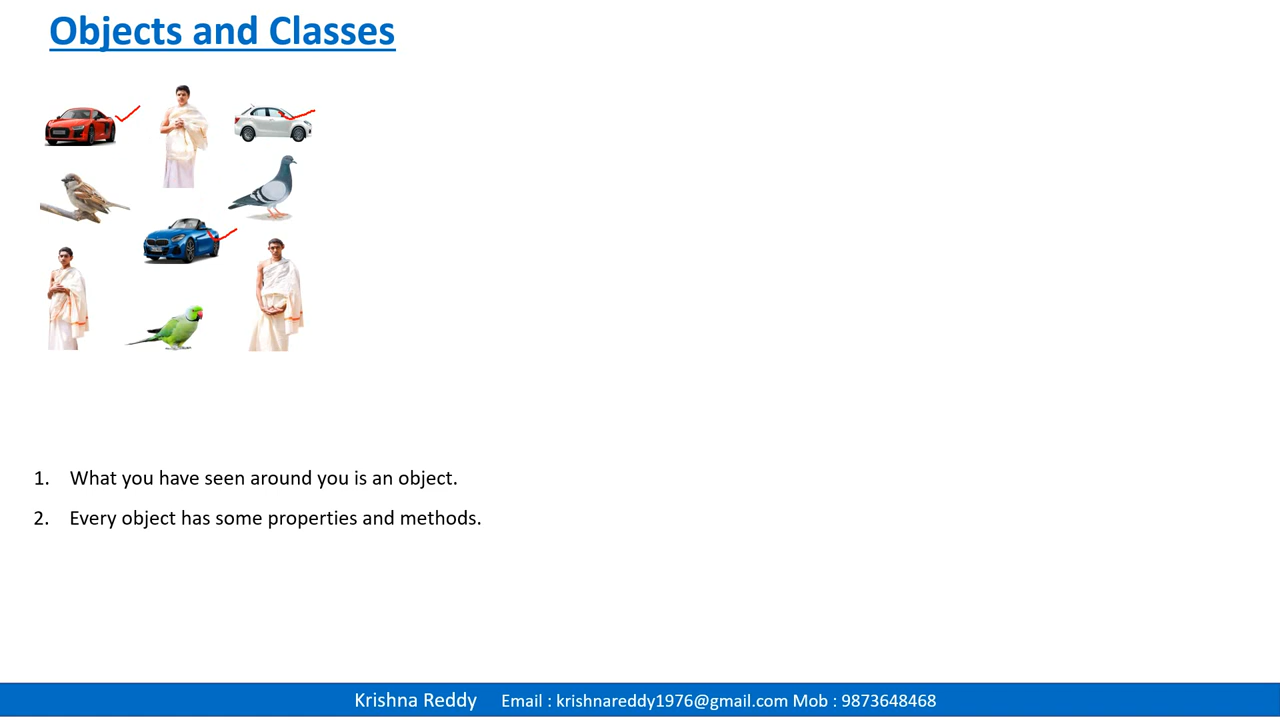 Objects and Classes
1. What you have seen around you is an object.
2. Every object has some properties and methods.
Krishna Reddy Email : krishnareddy1976@gmail.com Mob : 9873648468